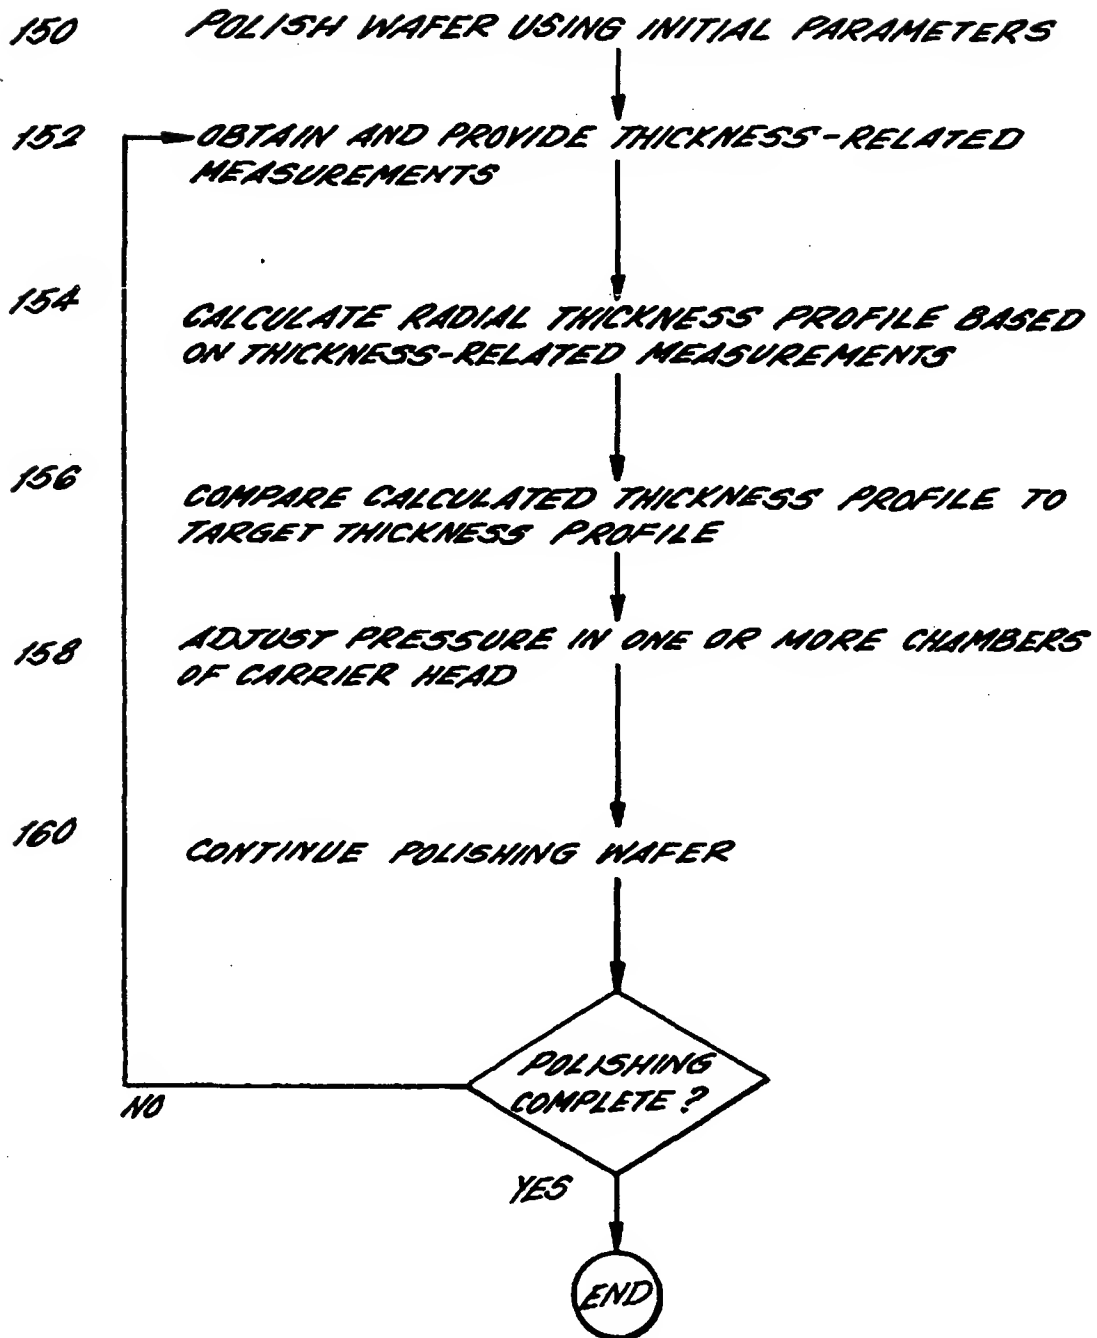 150 POLISH WAFER USING INITIAL PARAMETERS
152 OBTAIN AND PROVIDE THICKNESS-RELATED
MEASUREMENTS
154 CALCULATE RADIAL THICKNESS PROFILE BASED
ON THICKNESS-RELATED MEASUREMENTS
156 COMPARE CALCULATED THICKNESS PROFILE TO
TARGET THICKNESS PROFILE
158 ADJUST PRESSURE IN ONE OR MORE CHAMBERS
OF CARRIER HEAD
160 CONTINUE POLISHING WAFER
POLISHING
COMPLETE?
NO
YES
END